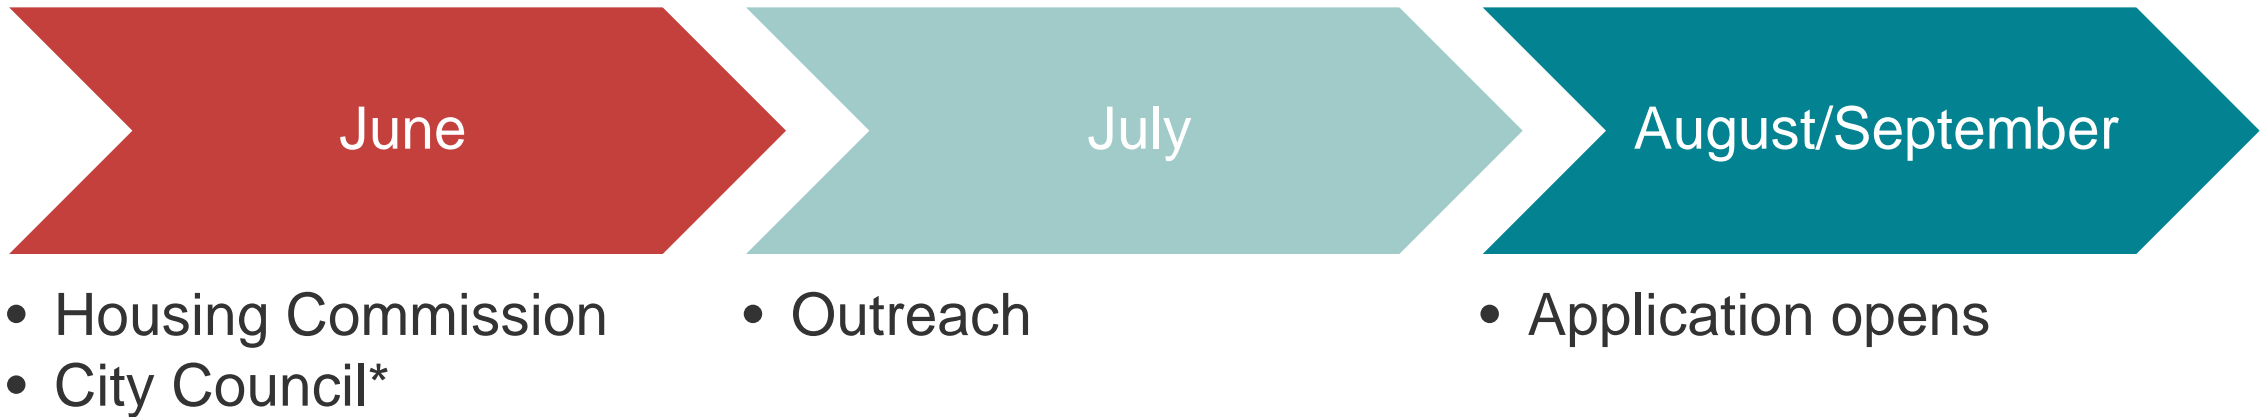 June
• Housing Commission
• City Council*
July
• Outreach
August/September
• Application opens